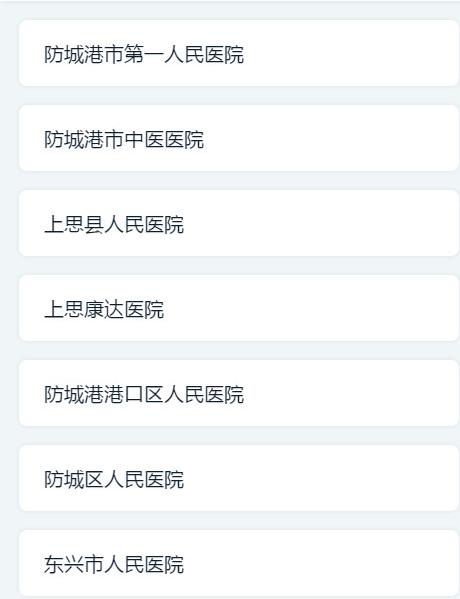 防城港市第一人民医院
防城港市中医医院
上思县人民医院
上思康达医院
防城港港口区人民医院
防城区人民医院
东兴市人民医院